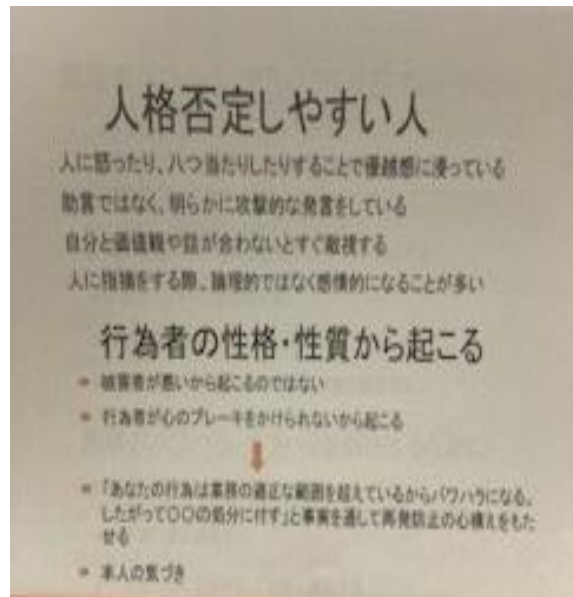 人格否定しやすい人
人に怒ったり、八つ当たりしたりすることで優越感に浸っている
助言ではなく、明らかに攻撃的な発言をしている
自分と価値観や話が合わないとすぐ敵視する
人に指摘をする際、論理的ではなく感情的になることが多い
行為者の性格・性質から起こる
被害者が悪いから起こるのではない
行為者が心のブレーキをかけられないから起こる
「あなたの行為は業務の適正な範囲を超えているからパワハラになる、
したがって〇〇の処分に付す」と事実を通して再発防止の心構えをもた
せる
本人の気づき